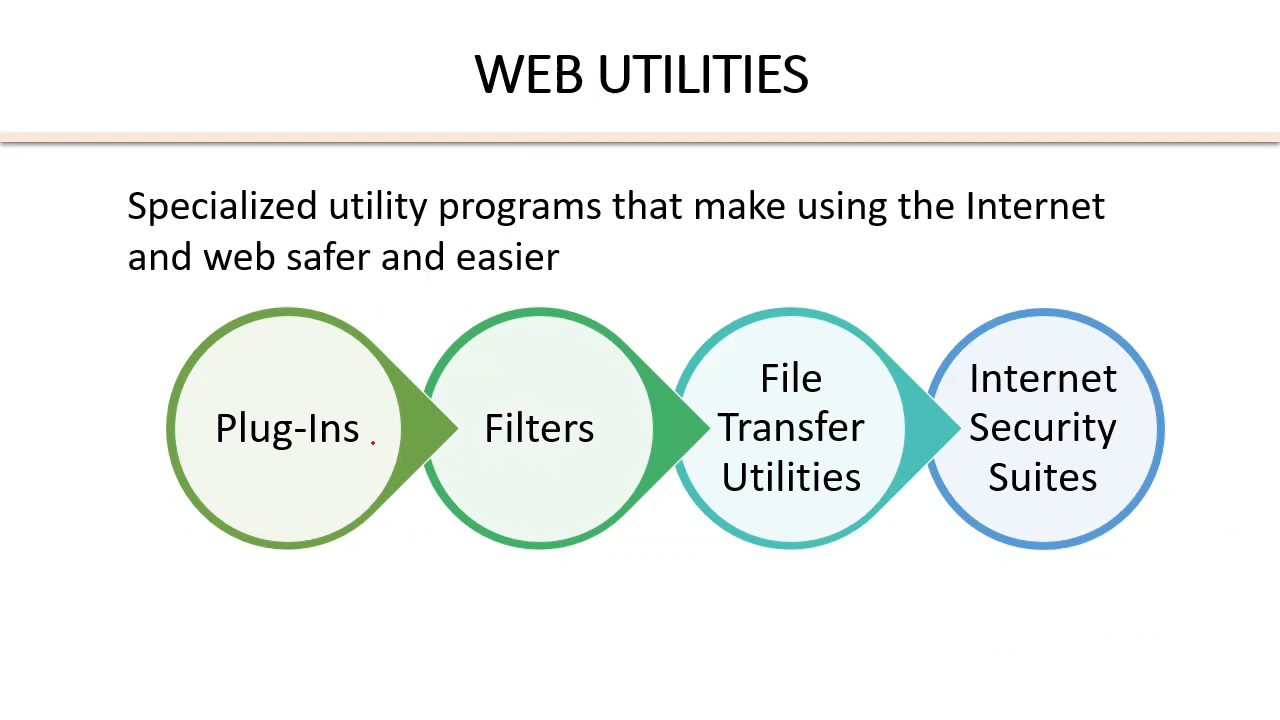 WEB UTILITIES
Specialized utility programs that make using the Internet
and web safer and easier
Plug-Ins
Filters
File
Transfer
Utilities
Internet
Security
Suites